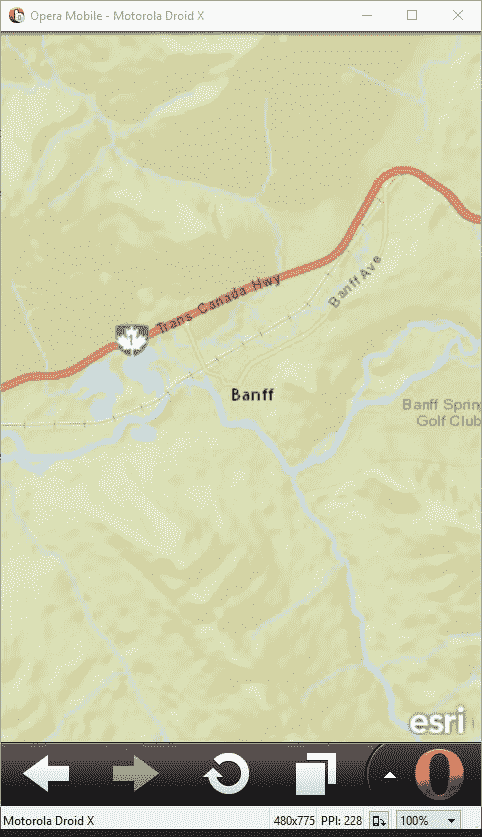 Opera Mobile - Motorola Droid X
Trans Canada Hwy
Banff Ave
1
Banff
Banff Spring
Golf Club
esri
Motorola Droid X
480x775 PPI: 228
100%